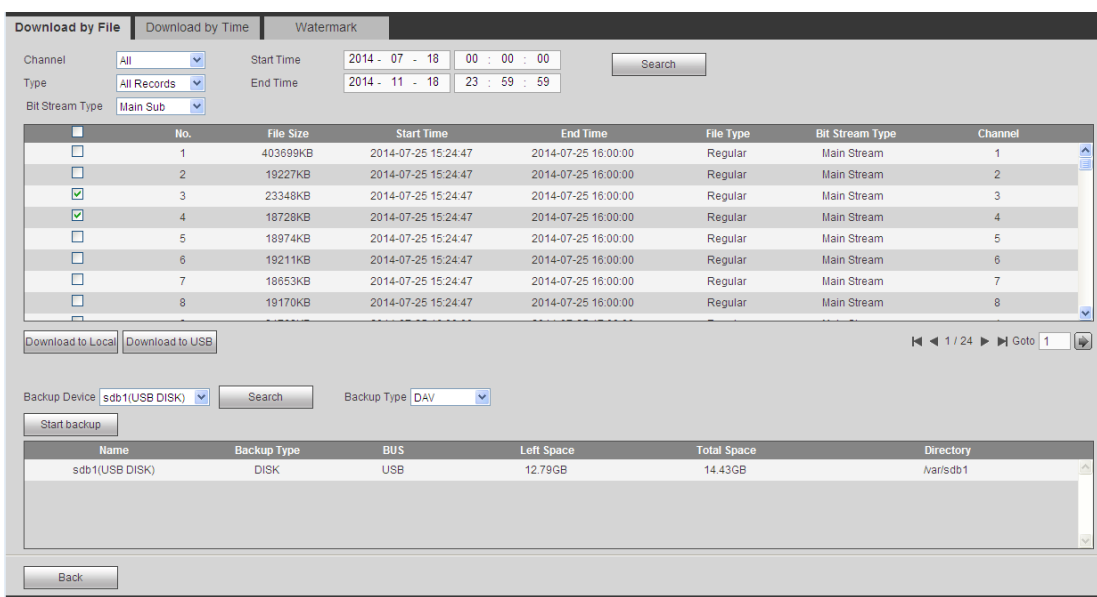 Download by File Download by Time Watermark
Channel All Start Time 2014 - 07 - 18 00 : 00 : 00 Search
Type All Records End Time 2014 - 11 - 18 23 : 59 : 59
Bit Stream Type Main Sub
No. File Size Start Time End Time File Type Bit Stream Type Channel
1 403699KB 2014-07-25 15:24:47 2014-07-25 16:00:00 Regular Main Stream 1
2 19227KB 2014-07-25 15:24:47 2014-07-25 16:00:00 Regular Main Stream 2
3 23348KB 2014-07-25 15:24:47 2014-07-25 16:00:00 Regular Main Stream 3
4 18728KB 2014-07-25 15:24:47 2014-07-25 16:00:00 Regular Main Stream 4
5 18974KB 2014-07-25 15:24:47 2014-07-25 16:00:00 Regular Main Stream 5
6 19211KB 2014-07-25 15:24:47 2014-07-25 16:00:00 Regular Main Stream 6
7 18653KB 2014-07-25 15:24:47 2014-07-25 16:00:00 Regular Main Stream 7
8 19170KB 2014-07-25 15:24:47 2014-07-25 16:00:00 Regular Main Stream 8
Download to Local Download to USB 1 / 24 Goto 1
Backup Device sdb1(USB DISK) Search Backup Type DAV
Start backup
Name Backup Type BUS Left Space Total Space Directory
sdb1(USB DISK) DISK USB 12.79GB 14.43GB /var/sdb1
Back